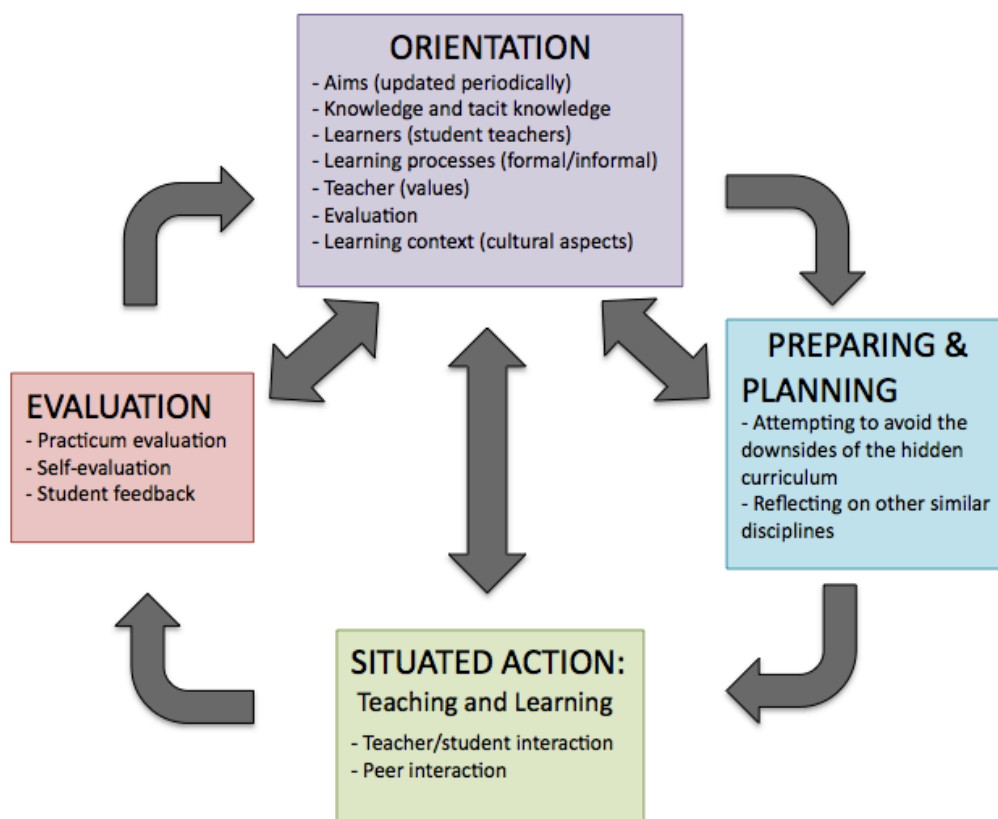 ORIENTATION
- Aims (updated periodically)
- Knowledge and tacit knowledge
- Learners (student teachers)
- Learning processes (formal/informal)
- Teacher (values)
- Evaluation
- Learning context (cultural aspects)
PREPARING &
PLANNING
- Attempting to avoid the
downsides of the hidden
curriculum
- Reflecting on other similar
disciplines
SITUATED ACTION:
Teaching and Learning
- Teacher/student interaction
- Peer interaction
EVALUATION
- Practicum evaluation
- Self-evaluation
- Student feedback